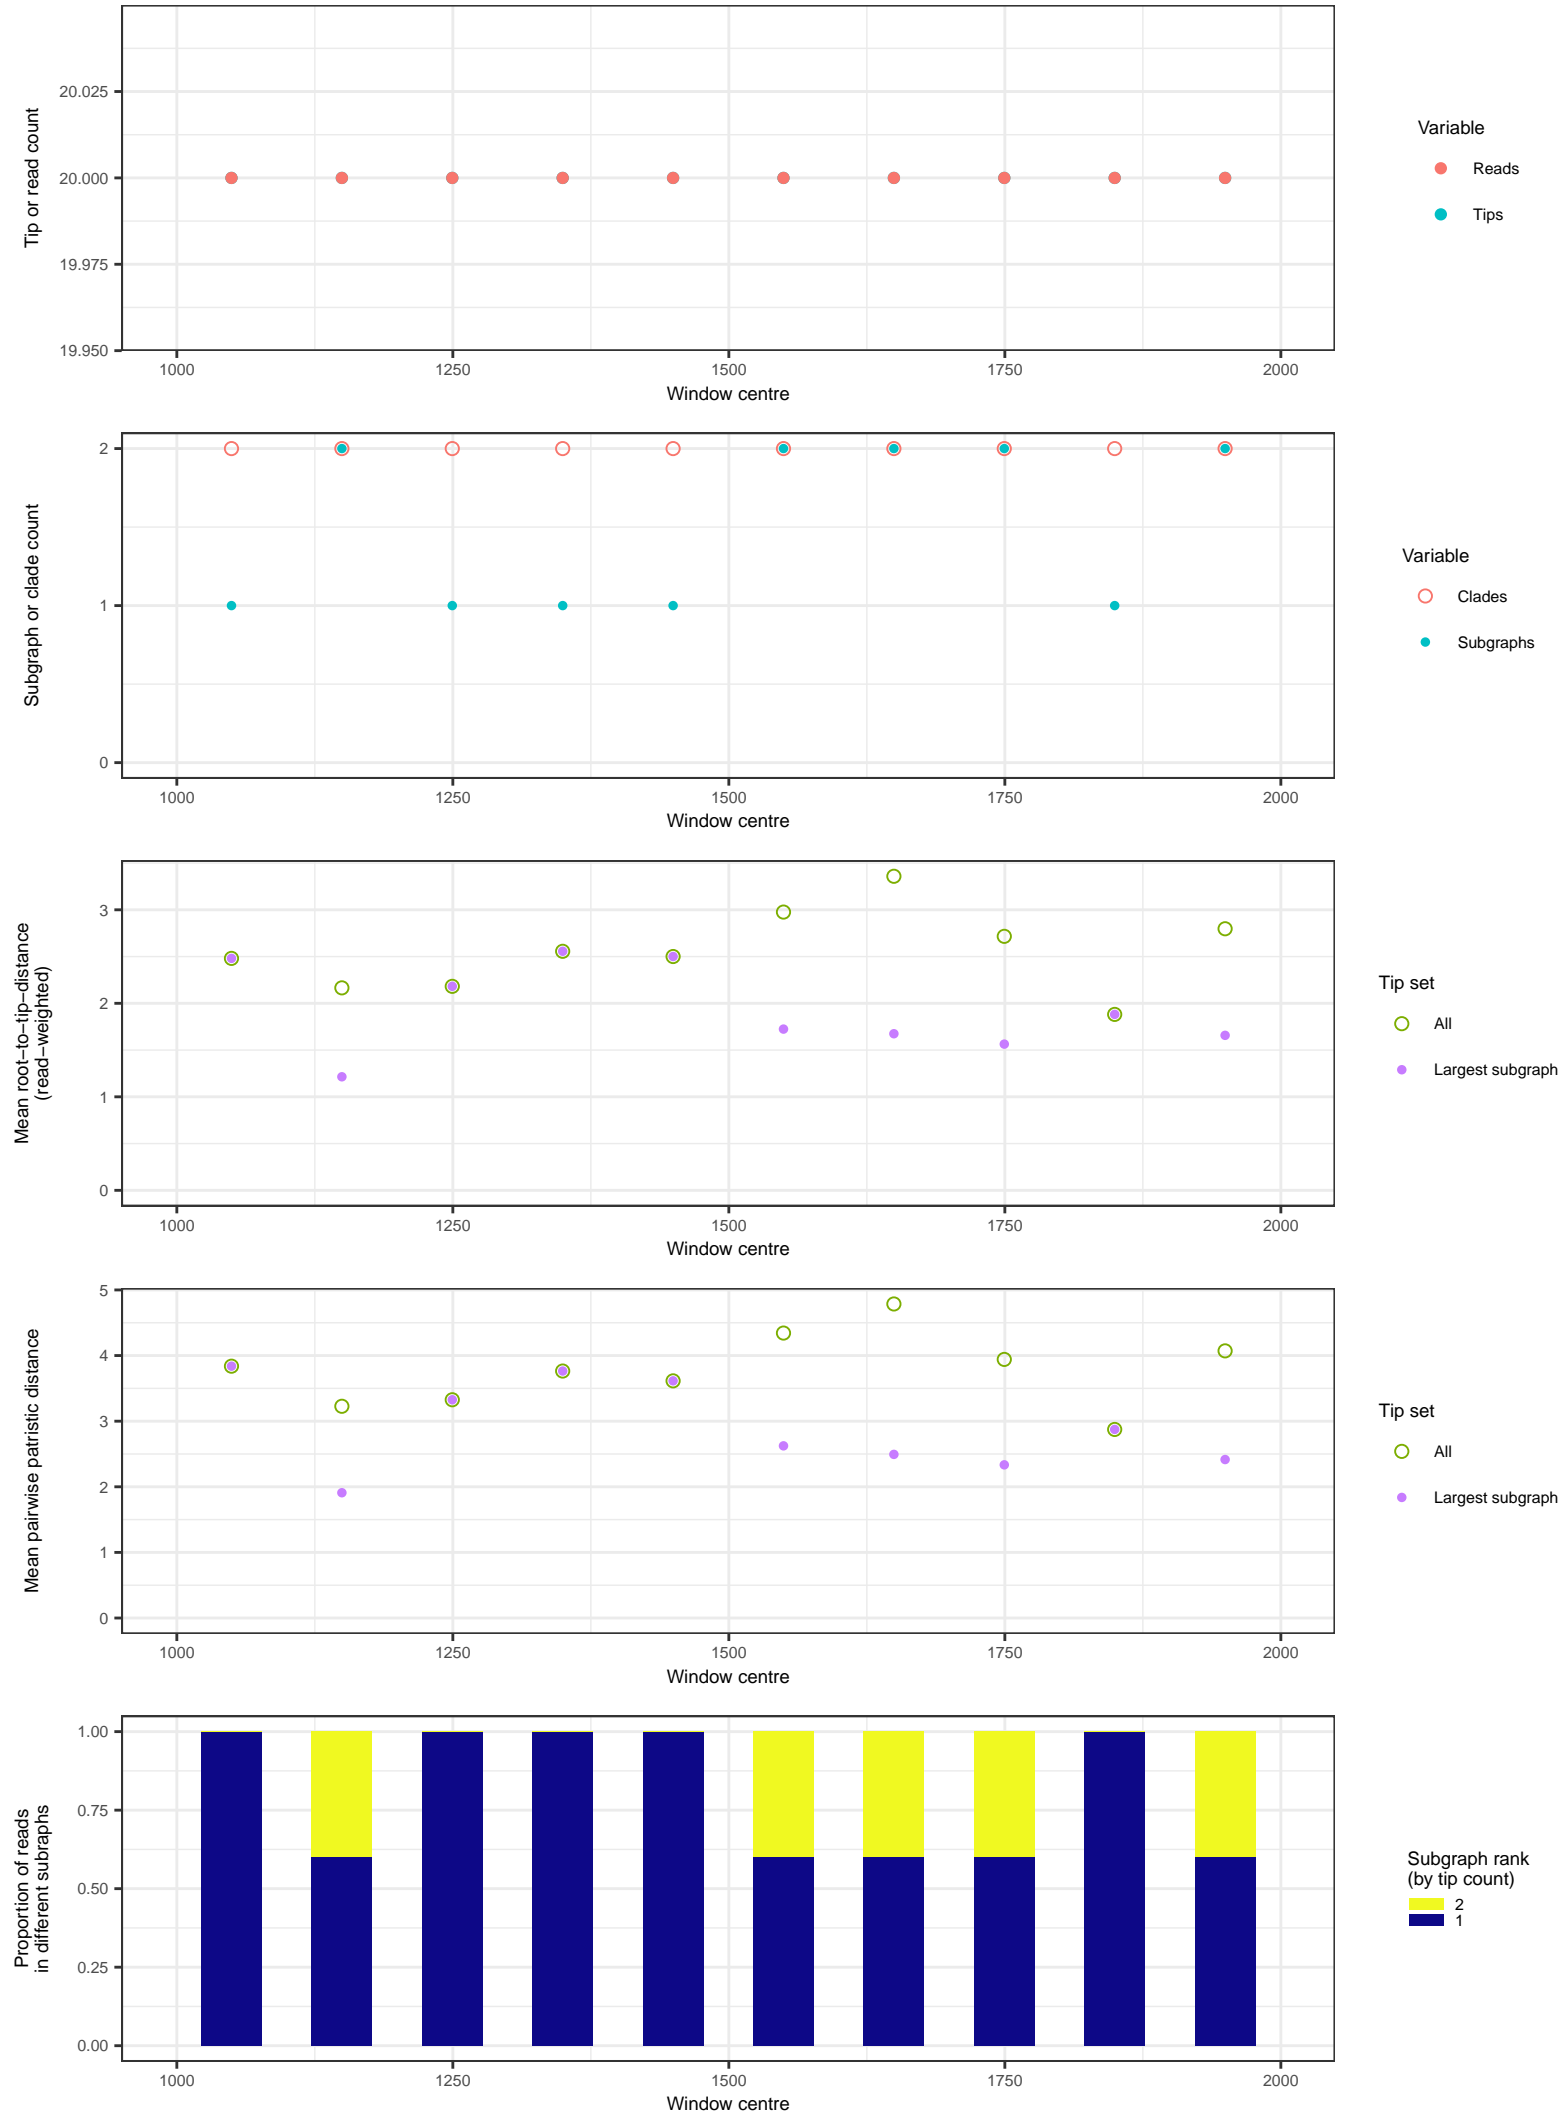 20.025
20.000
19.975
19.950
Tip or read count
1000 1250 1500 1750 2000
Window centre
Variable
Reads
Tips
2
1
0
Subgraph or clade count
1000 1250 1500 1750 2000
Window centre
Variable
Clades
Subgraphs
3
2
1
0
Mean root−to−tip−distance
(read−weighted)
1000 1250 1500 1750 2000
Window centre
Tip set
All
Largest subgraph
5
4
3
2
1
0
Mean pairwise patristic distance
1000 1250 1500 1750 2000
Window centre
Tip set
All
Largest subgraph
1.00
0.75
0.50
0.25
0.00
Proportion of reads
in different subraphs
1000 1250 1500 1750 2000
Window centre
Subgraph rank
(by tip count)
2
1